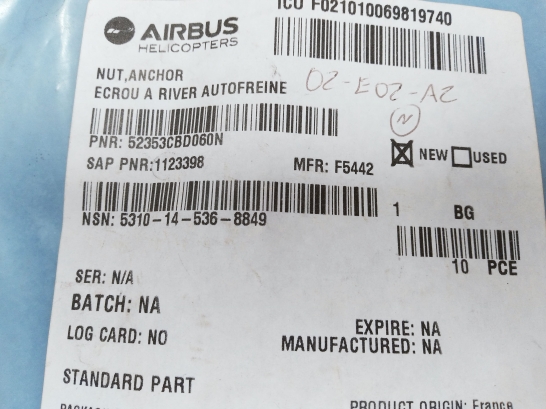 ICU F021010069819740
AIRBUS
HELICOPTERS
NUT,ANCHOR
ECROU A RIVER AUTOFREINE
02-E02-A2
N
PNR: 52353CBD060N
SAP PNR:1123398
MFR: F5442
NEW USED
NSN: 5310-14-536-8849
1 BG
10 PCE
SER: N/A
BATCH: NA
LOG CARD: NO
EXPIRE: NA
MANUFACTURED: NA
STANDARD PART
PRODUCT ORIGIN: France